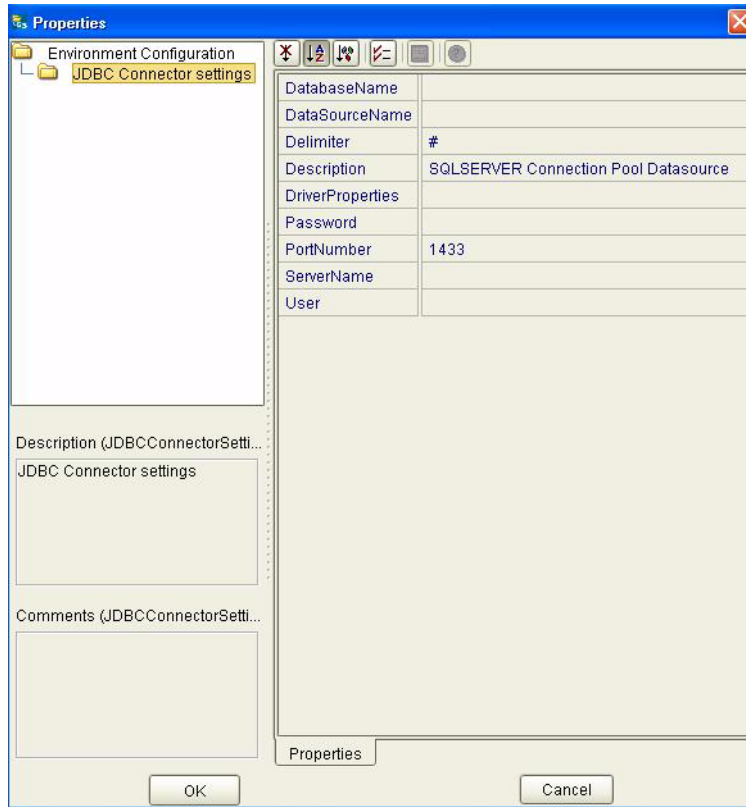 Properties
Environment Configuration
JDBC Connector settings
DatabaseName
DataSourceName
Delimiter #
Description SQLSERVER Connection Pool Datasource
DriverProperties
Password
PortNumber 1433
ServerName
User
Description (JDBCConnectorSetti...
JDBC Connector settings
Comments (JDBCConnectorSetti...
Properties
OK Cancel